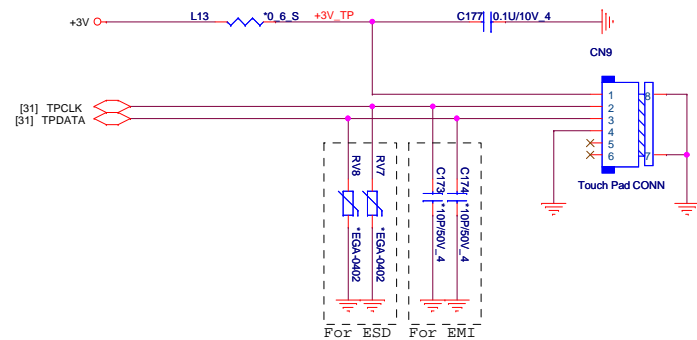 +3V
L13
*0_6_S
+3V_TP
C177
0.1U/10V_4
CN9
[31] TPCLK
[31] TPDATA
1
2
3
4
5
6
8
7
Touch Pad CONN
RV8
*EGA-0402
RV7
*EGA-0402
C173
*10P/50V_4
C174
*10P/50V_4
For ESD
For EMI